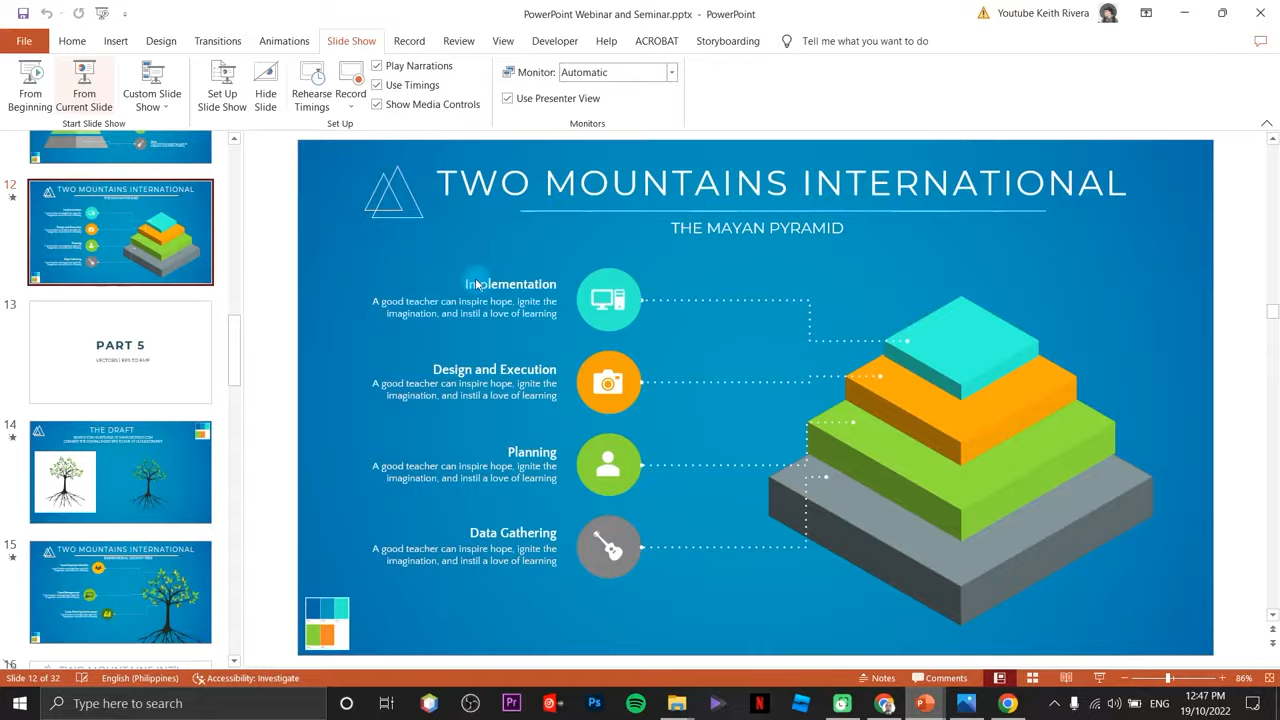 PowerPoint Webinar and Seminar.pptx - PowerPoint
Youtube Keith Rivera
File Home Insert Design Transitions Animations Slide Show Record Review View Developer Help ACROBAT Storyboarding Tell me what you want to do
From Beginning
From Current Slide
Custom Slide Show
Set Up Slide Show
Hide Slide
Rehearse Timings
Record
Play Narrations
Use Timings
Show Media Controls
Monitor: Automatic
Use Presenter View
Start Slide Show
Set Up
Monitors
12
TWO MOUNTAINS INTERNATIONAL
13
PART 5
14
THE DRAFT
15
TWO MOUNTAINS INTERNATIONAL
16
TWO MOUNTAINS INTERNATIONAL
THE MAYAN PYRAMID
Implementation
A good teacher can inspire hope, ignite the
imagination, and instil a love of learning
Design and Execution
A good teacher can inspire hope, ignite the
imagination, and instil a love of learning
Planning
A good teacher can inspire hope, ignite the
imagination, and instil a love of learning
Data Gathering
A good teacher can inspire hope, ignite the
imagination, and instil a love of learning
Slide 12 of 32 English (Philippines) Accessibility: Investigate Notes Comments 86%
Type here to search
12:47 PM
19/10/2022